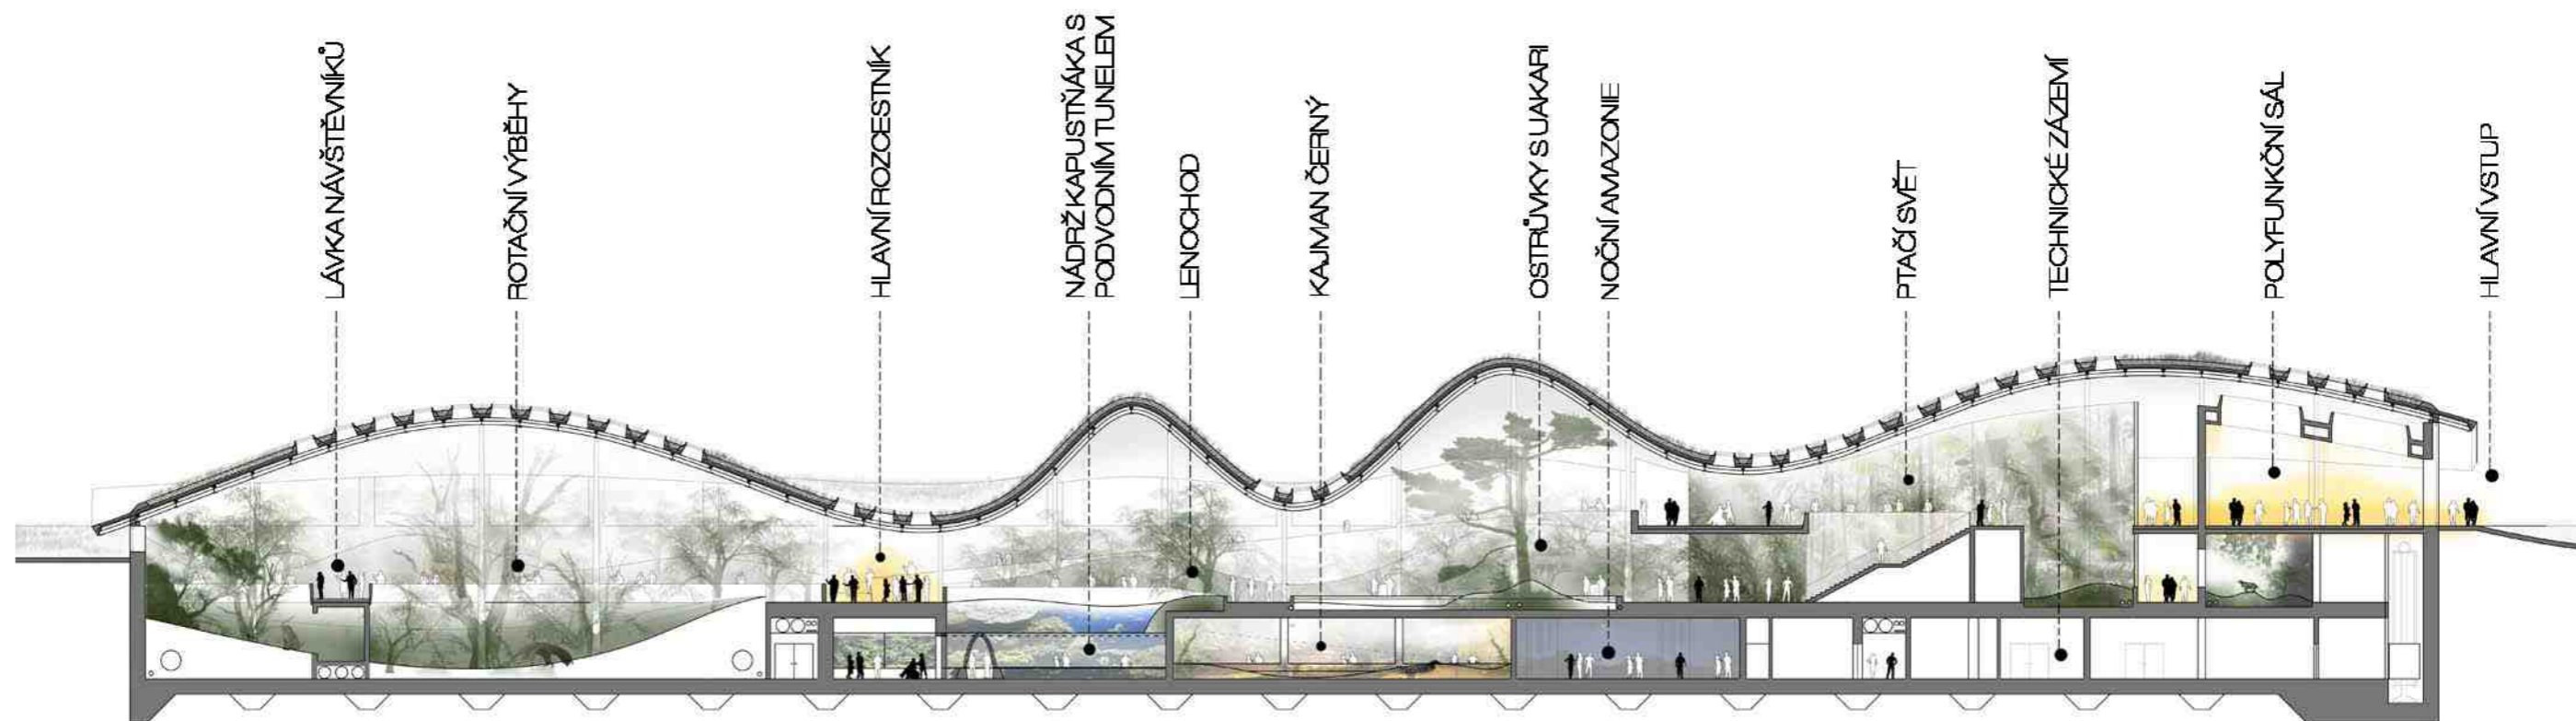 LÁVKA NÁVŠTĚVNÍKŮ
ROTAČNÍ VÝBĚHY
HLAVNÍ ROZCESTNÍK
NÁDRŽ KAPUSTŇÁKA S
PODVODNÍM TUNELEM
LENOCHOD
KAJMAN ČERNÝ
OSTRŮVKY S UAKARI
NOČNÍ AMAZONIE
PTAČÍ SVĚT
TECHNICKÉ ZÁZEMÍ
POLYFUNKČNÍ SÁL
HLAVNÍ VSTUP